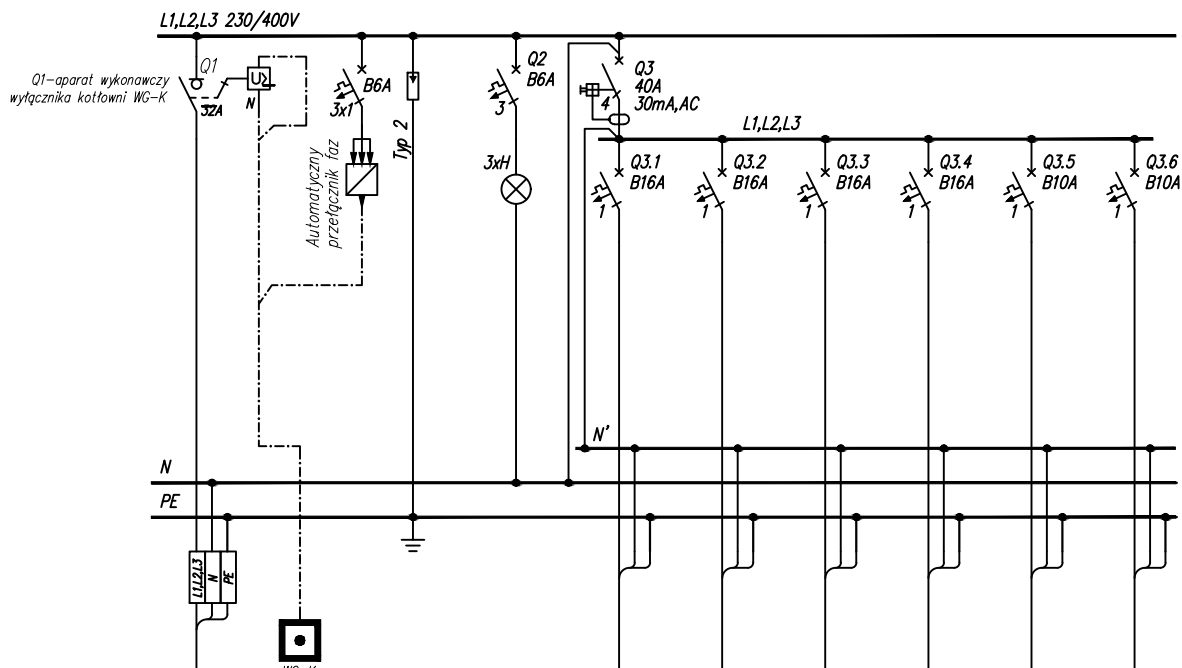 L1,L2,L3 230/400V
Q1-aparat wykonawczy
wyłącznika kotłowni WG-K
Q1
32A
N
B6A
3x1
Automatyczny
przełącznik faz
Typ 2
Q2
B6A
3
3xH
Q3
40A
30mA,AC
4
L1,L2,L3
Q3.1
B16A
1
Q3.2
B16A
1
Q3.3
B16A
1
Q3.4
B16A
1
Q3.5
B10A
1
Q3.6
B10A
1
N'
N
PE
L1,L2,L3
N
PE
WG-K